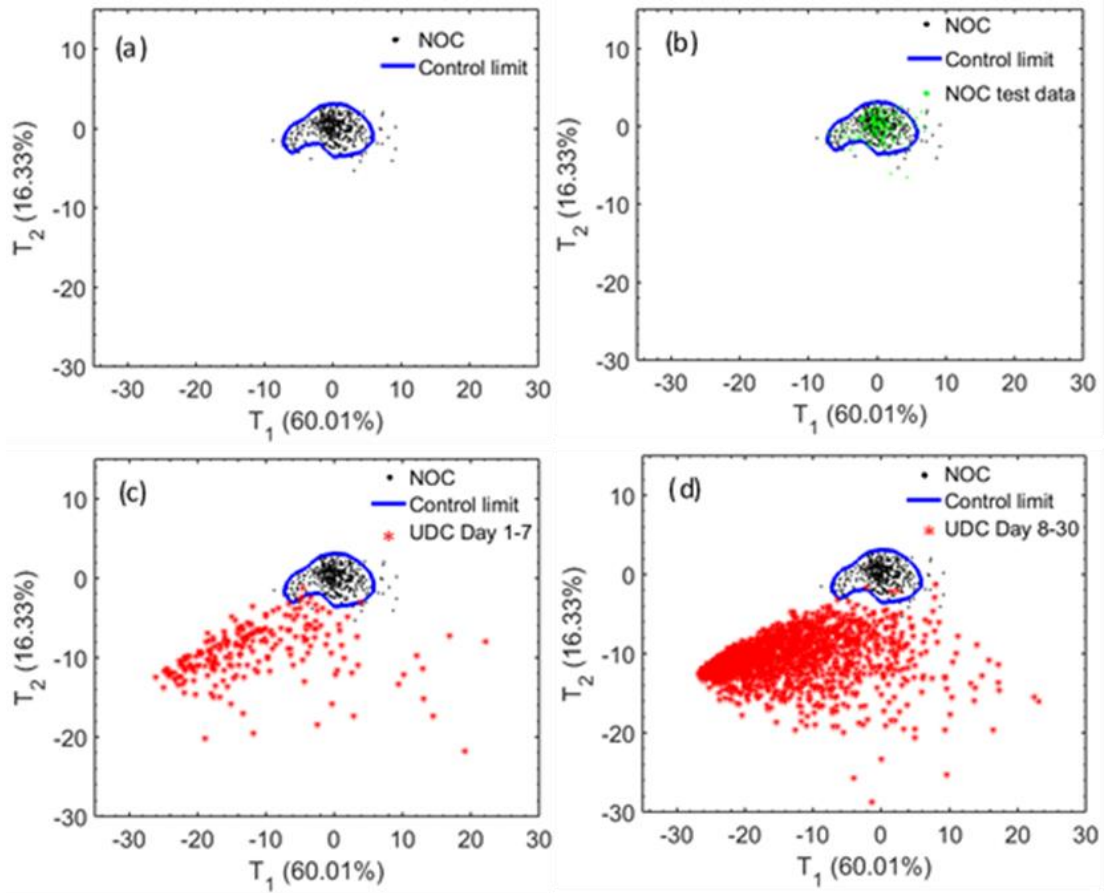 (a)
NOC
Control limit
10
0
-10
-20
-30
T2 (16.33%)
-30 -20 -10 0 10 20 30
T1 (60.01%)
(b)
NOC
Control limit
NOC test data
10
0
-10
-20
-30
T2 (16.33%)
-30 -20 -10 0 10 20 30
T1 (60.01%)
(c)
NOC
Control limit
UDC Day 1-7
10
0
-10
-20
-30
T2 (16.33%)
-30 -20 -10 0 10 20 30
T1 (60.01%)
(d)
NOC
Control limit
UDC Day 8-30
10
0
-10
-20
-30
T2 (16.33%)
-30 -20 -10 0 10 20 30
T1 (60.01%)